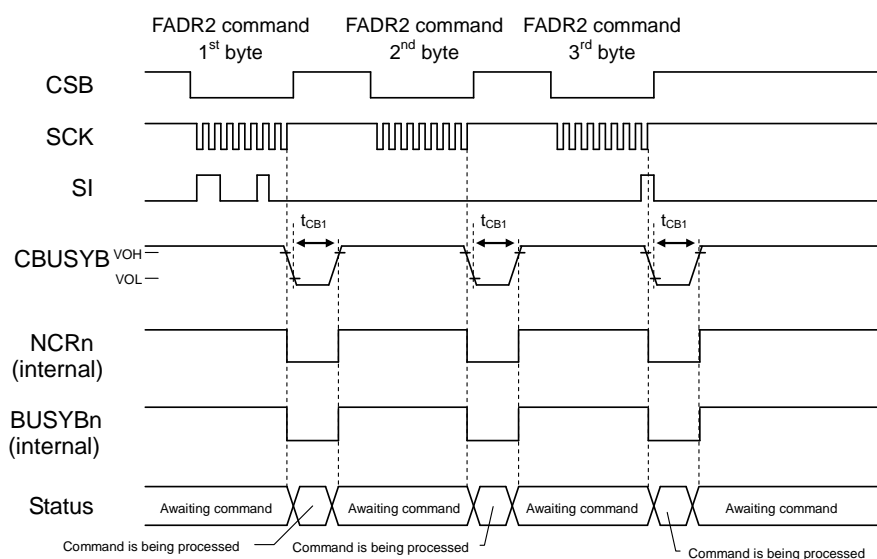 FADR2 command
1st byte
FADR2 command
2nd byte
FADR2 command
3rd byte
CSB
SCK
SI
tCB1
tCB1
tCB1
CBUSYB
VOH
VOL
NCRn
(internal)
BUSYBn
(internal)
Status
Awaiting command
Awaiting command
Awaiting command
Awaiting command
Command is being processed
Command is being processed
Command is being processed